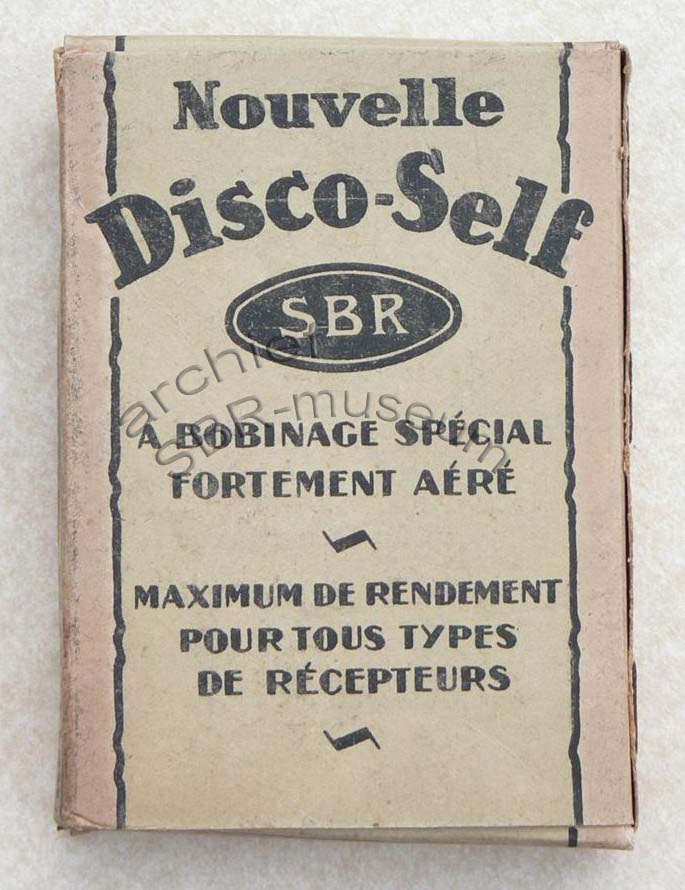 Nouvelle
Disco-Self
SBR
archief
SBR-museum
A BOBINAGE SPÉCIAL
FORTEMENT AÉRÉ
MAXIMUM DE RENDEMENT
POUR TOUS TYPES
DE RÉCEPTEURS